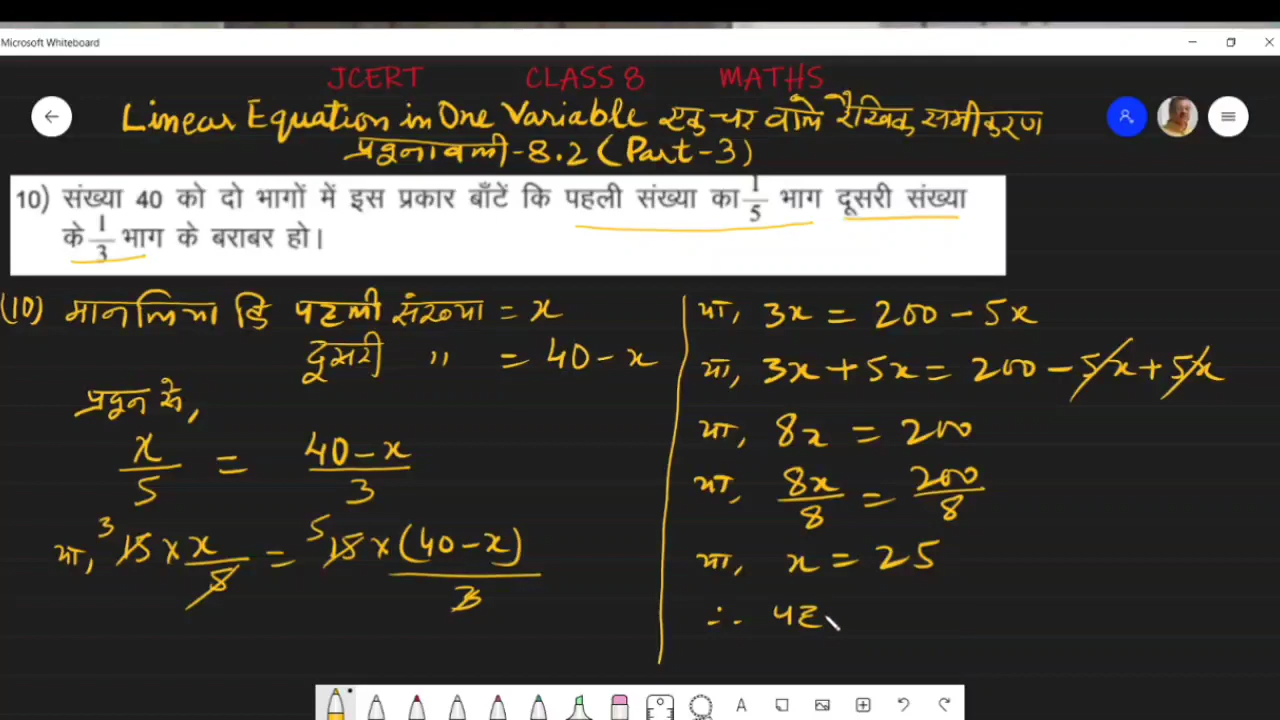 Microsoft Whiteboard
JCERT CLASS 8 MATHS
Linear Equation in One Variable एक चर वाले रैखिक समीकरण
प्रश्नावली-8.2 (Part-3)
10) संख्या 40 को दो भागों में इस प्रकार बाँटें कि पहली संख्या का 1/5 भाग दूसरी संख्या
के 1/3 भाग के बराबर हो।
(10) मानलिया कि पहली संख्या = x
दूसरी " = 40-x
प्रश्न से,
x/5 = (40-x)/3
या, 3 15 × x/5 = 5 15 × (40-x)/3
या, 3x = 200 - 5x
या, 3x + 5x = 200 - 5x + 5x
या, 8x = 200
या, 8x/8 = 200/8
या, x = 25
∴ पह